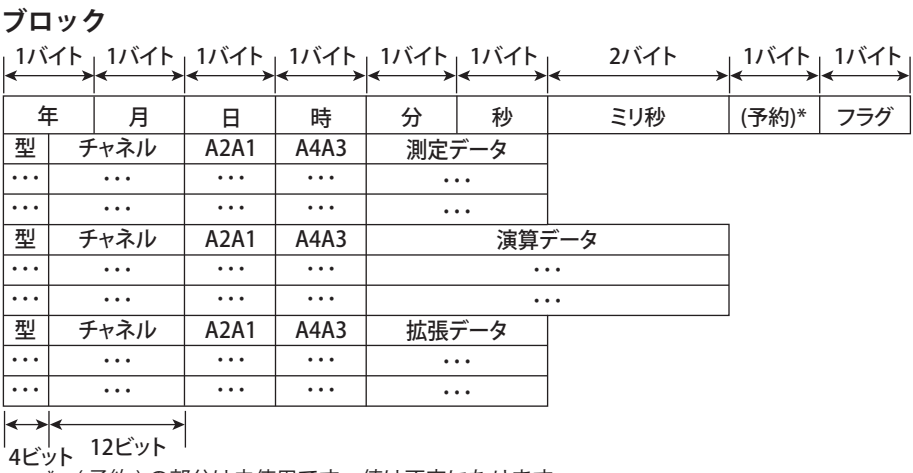 ブロック
1バイト 1バイト 1バイト 1バイト 1バイト 1バイト 2バイト 1バイト 1バイト
年 月 日 時 分 秒 ミリ秒 (予約)* フラグ
型 チャネル A2A1 A4A3 測定データ
… … … … …
… … … … …
型 チャネル A2A1 A4A3 演算データ
… … … … …
… … … … …
型 チャネル A2A1 A4A3 拡張データ
… … … … …
… … … … …
4ビット 12ビット